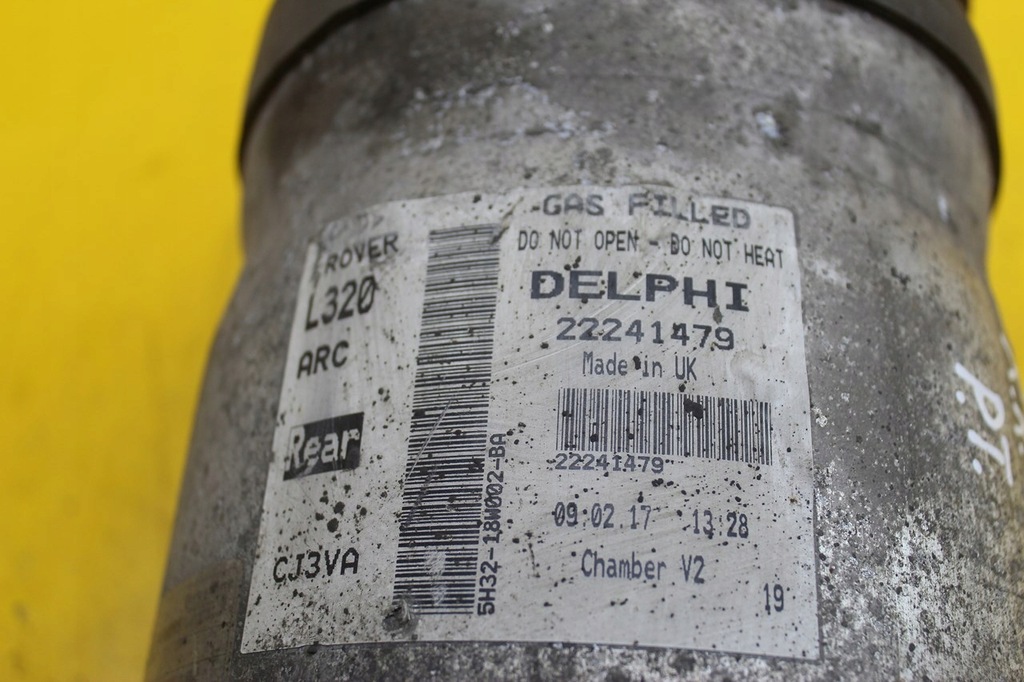 ROVER
L320
ARC
Rear
CJ3VA
5H32-18W002-BA
GAS FILLED
DO NOT OPEN - DO NOT HEAT
DELPHI
22241479
Made in UK
22241479
09.02.17 13:28
Chamber V2
19
P.T.